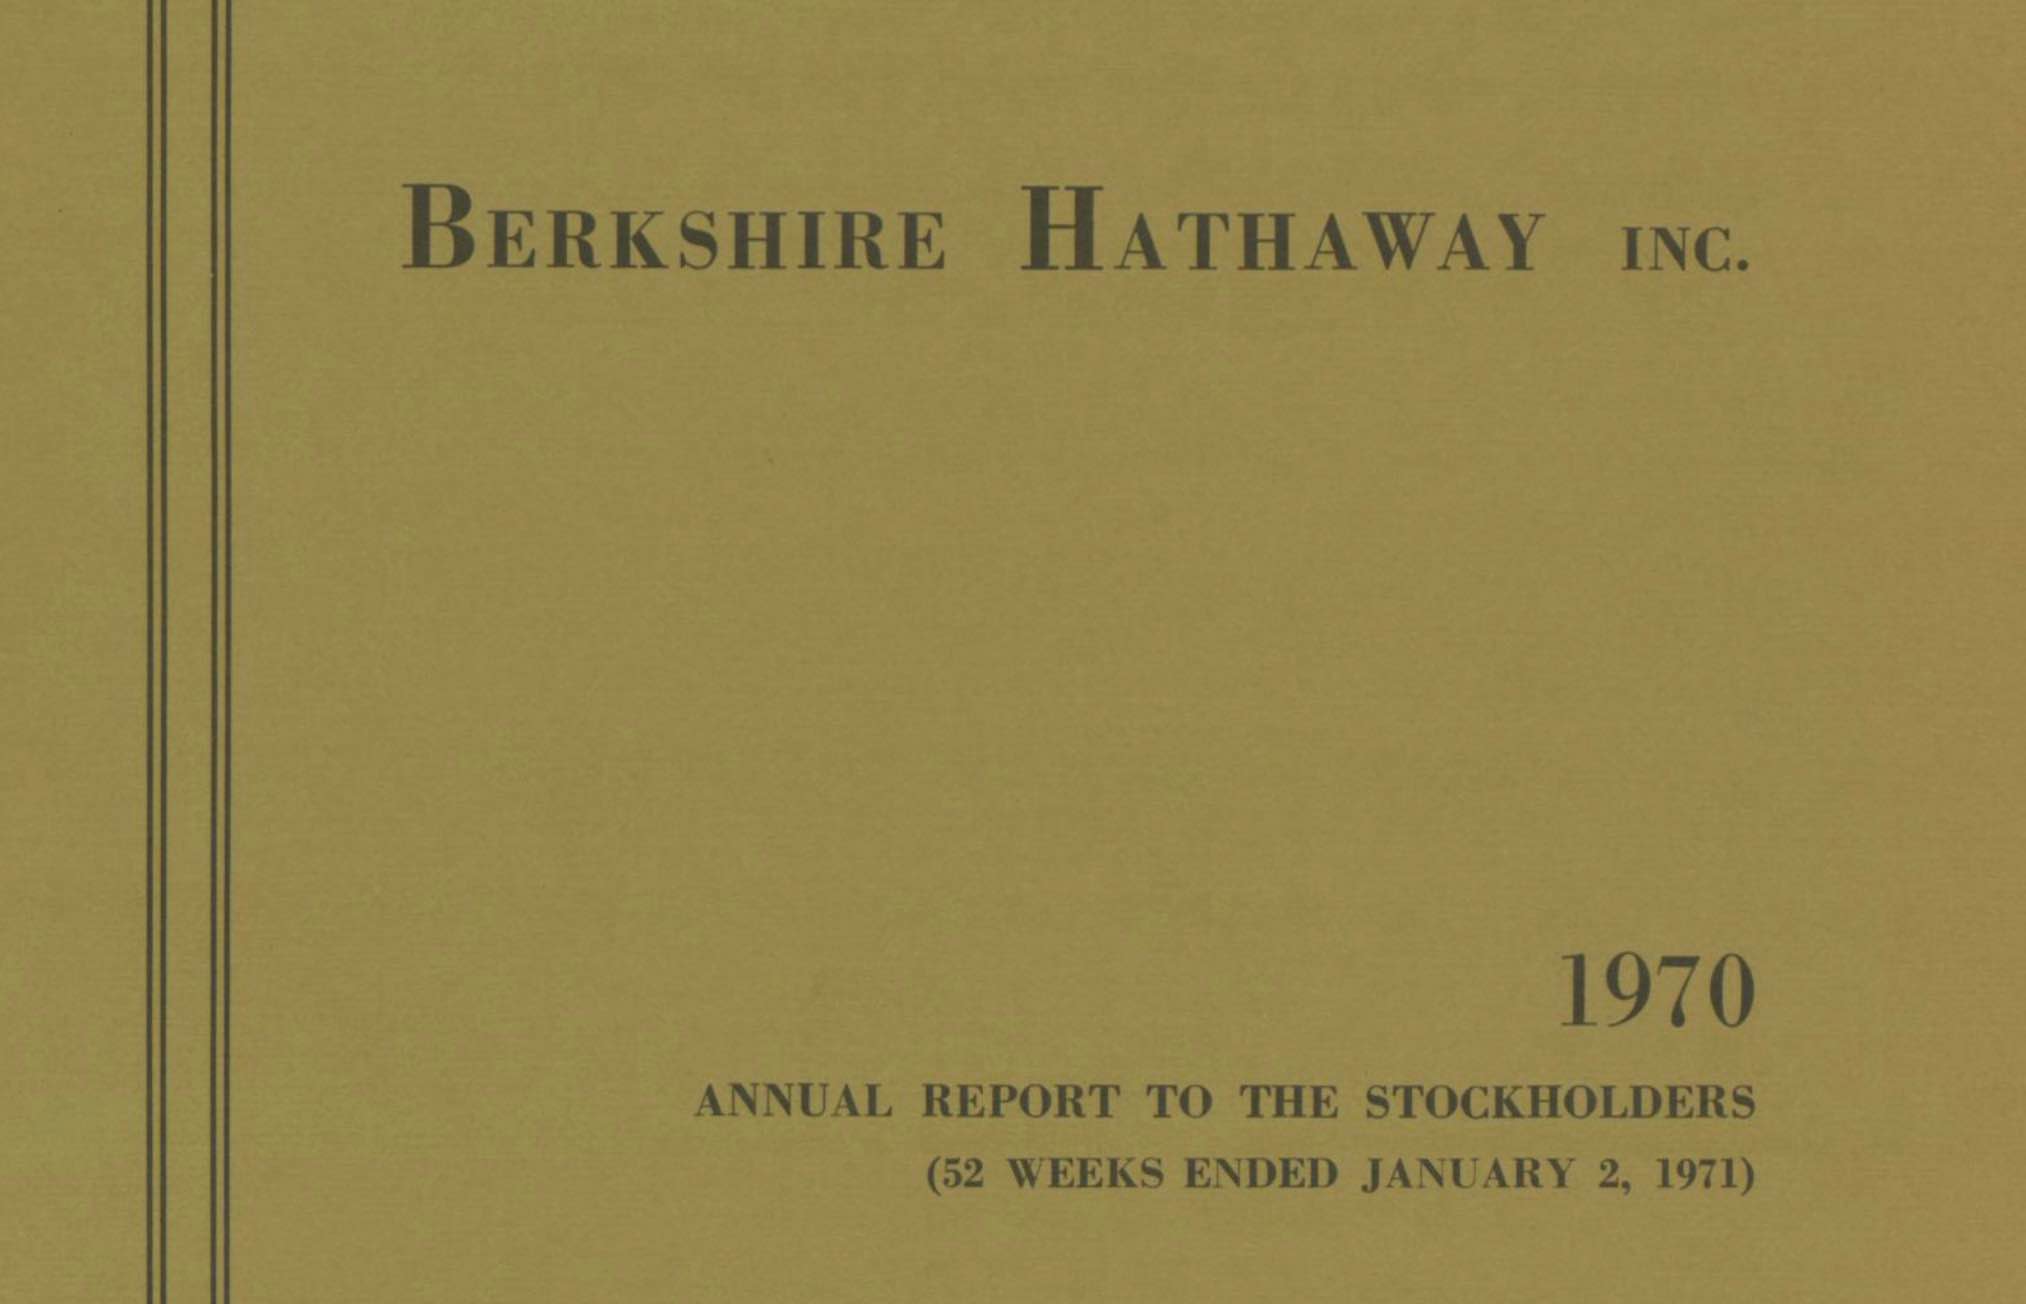 BERKSHIRE HATHAWAY INC.
1970
ANNUAL REPORT TO THE STOCKHOLDERS
(52 WEEKS ENDED JANUARY 2, 1971)